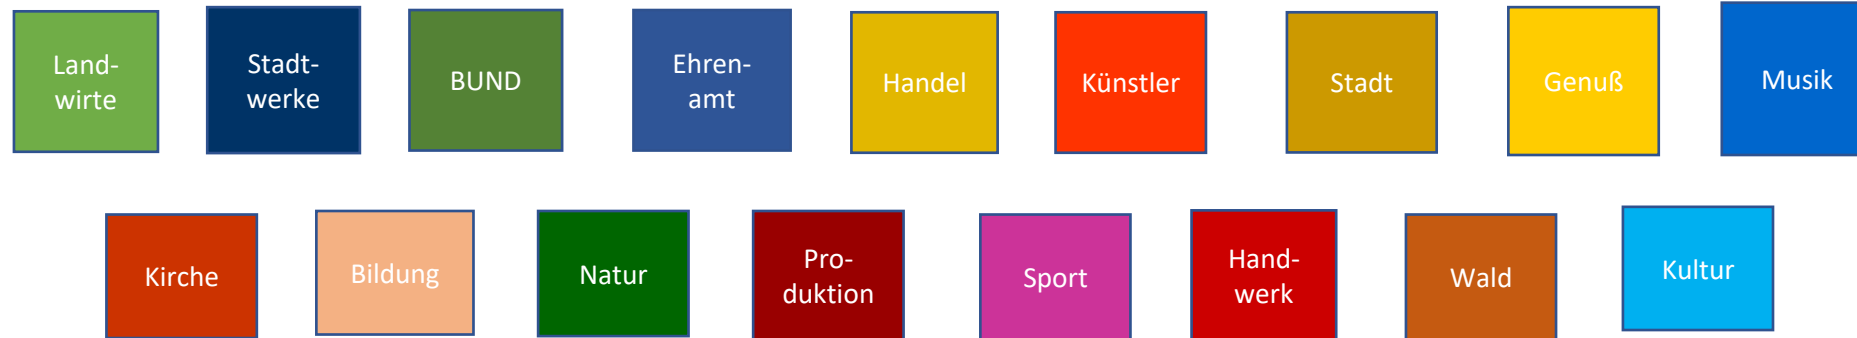 Land-
wirte
Stadt-
werke
BUND
Ehren-
amt
Handel
Künstler
Stadt
Genuß
Musik
Kirche
Bildung
Natur
Pro-
duktion
Sport
Hand-
werk
Wald
Kultur